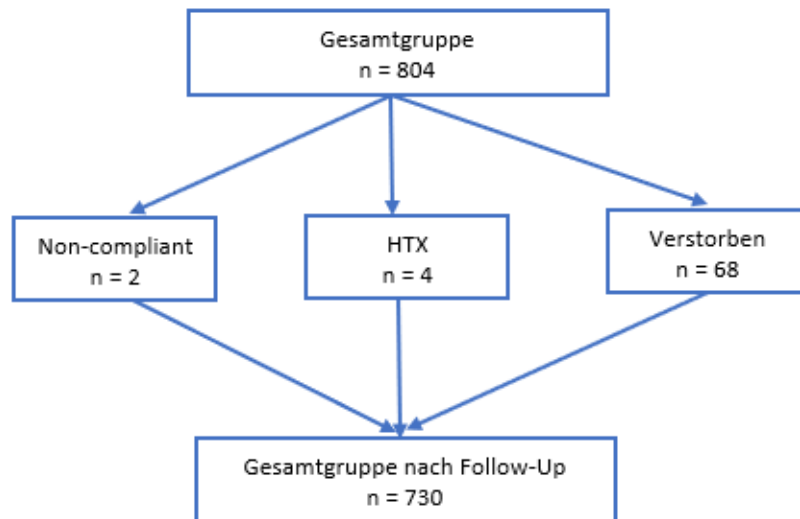 Gesamtgruppe
n = 804
Non-compliant
n = 2
HTX
n = 4
Verstorben
n = 68
Gesamtgruppe nach Follow-Up
n = 730